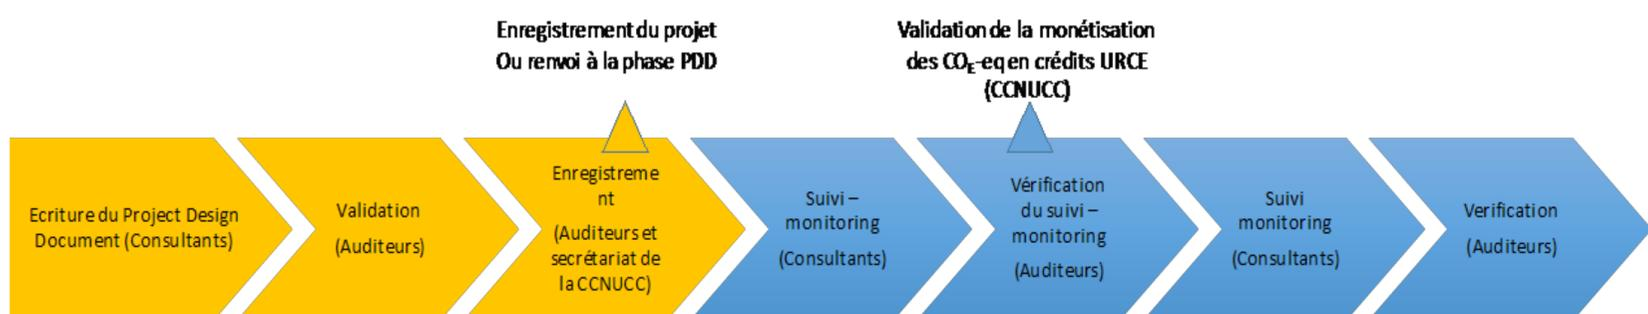 Enregistrement du projet
Ou renvoi à la phase PDD
Validation de la monétisation
des COE-eq en crédits URCE
(CCNUCC)
Ecriture du Project Design
Document (Consultants)
Validation
(Auditeurs)
Enregistreme
nt
(Auditeurs et
secrétariat de
la CCNUCC)
Suivi –
monitoring
(Consultants)
Vérification
du suivi –
monitoring
(Auditeurs)
Suivi
monitoring
(Consultants)
Verification
(Auditeurs)